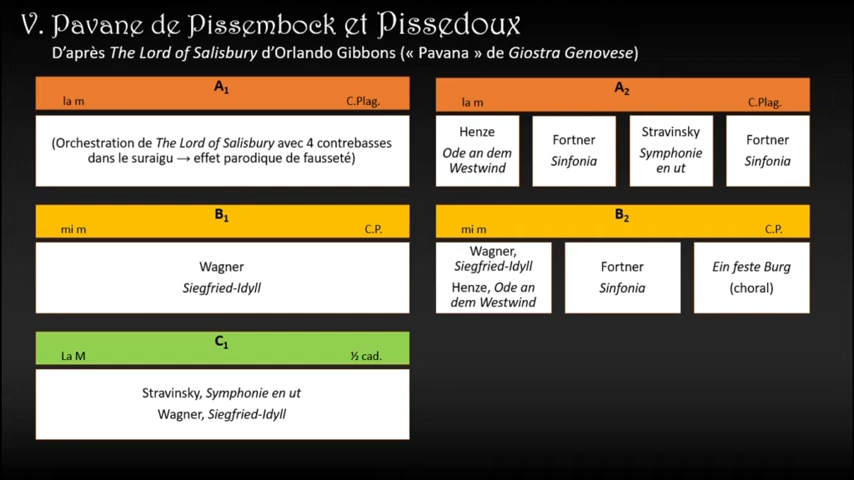 V. Pavane de Pissembock et Pissedoux
D'après The Lord of Salisbury d'Orlando Gibbons (« Pavana » de Giostra Genovese)
A₁
la m C.Plag.
(Orchestration de The Lord of Salisbury avec 4 contrebasses
dans le suraigu → effet parodique de fausseté)
A₂
la m C.Plag.
Henze
Ode an dem
Westwind
Fortner
Sinfonia
Stravinsky
Symphonie
en ut
Fortner
Sinfonia
B₁
mi m C.P.
Wagner
Siegfried-Idyll
B₂
mi m C.P.
Wagner,
Siegfried-Idyll
Henze, Ode an
dem Westwind
Fortner
Sinfonia
Ein feste Burg
(choral)
C₁
La M ½ cad.
Stravinsky, Symphonie en ut
Wagner, Siegfried-Idyll